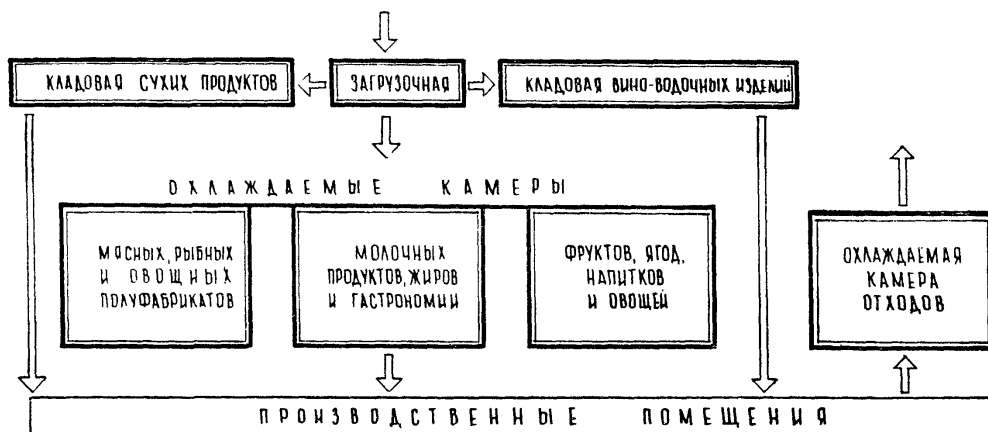 КЛАДОВАЯ СУХИХ ПРОДУКТОВ
ЗАГРУЗОЧНАЯ
КЛАДОВАЯ ВИНО-ВОДОЧНЫХ ИЗДЕЛИИ
ОХЛАЖДАЕМЫЕ КАМЕРЫ
МЯСНЫХ, РЫБНЫХ
И ОВОЩНЫХ
ПОЛУФАБРИКАТОВ
МОЛОЧНЫХ
ПРОДУКТОВ, ЖИРОВ
И ГАСТРОНОМИИ
ФРУКТОВ, ЯГОД,
НАПИТКОВ
И ОВОЩЕЙ
ОХЛАЖДАЕМАЯ
КАМЕРА
ОТХОДОВ
ПРОИЗВОДСТВЕННЫЕ ПОМЕЩЕНИЯ